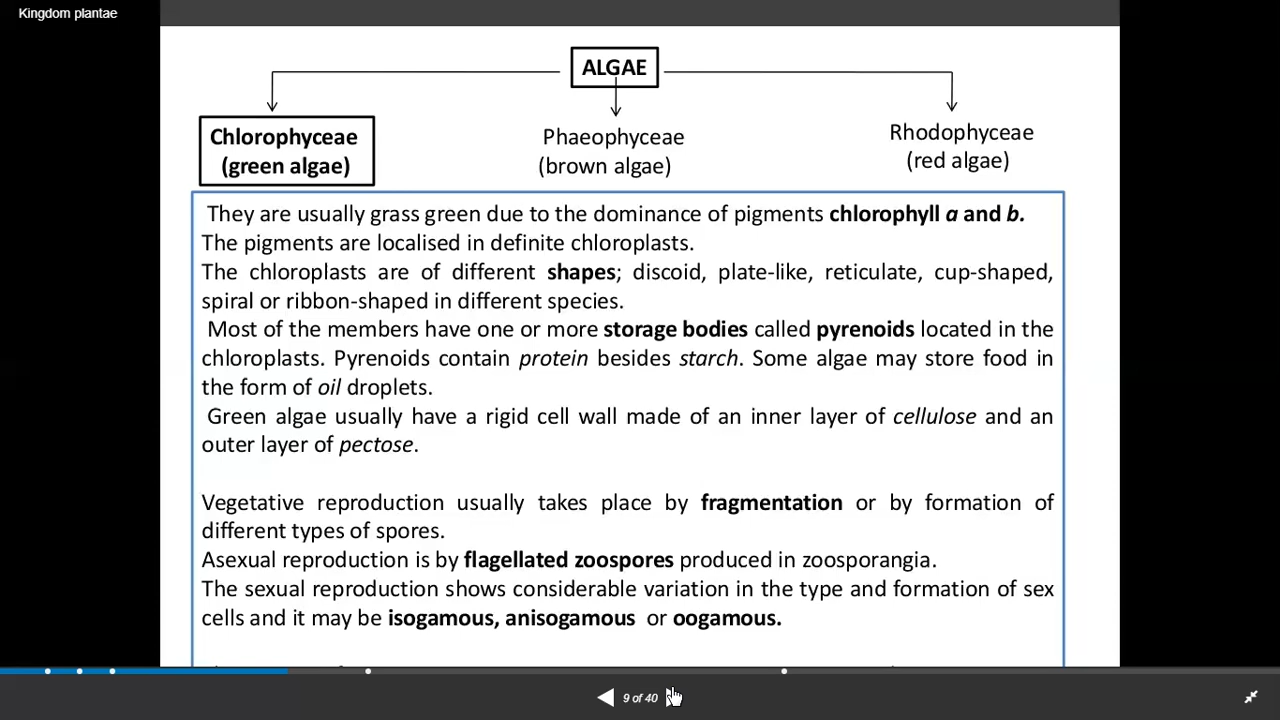 Kingdom plantae
ALGAE
Chlorophyceae
(green algae)
Phaeophyceae
(brown algae)
Rhodophyceae
(red algae)
They are usually grass green due to the dominance of pigments chlorophyll a and b.
The pigments are localised in definite chloroplasts.
The chloroplasts are of different shapes; discoid, plate-like, reticulate, cup-shaped,
spiral or ribbon-shaped in different species.
Most of the members have one or more storage bodies called pyrenoids located in the
chloroplasts. Pyrenoids contain protein besides starch. Some algae may store food in
the form of oil droplets.
Green algae usually have a rigid cell wall made of an inner layer of cellulose and an
outer layer of pectose.
Vegetative reproduction usually takes place by fragmentation or by formation of
different types of spores.
Asexual reproduction is by flagellated zoospores produced in zoosporangia.
The sexual reproduction shows considerable variation in the type and formation of sex
cells and it may be isogamous, anisogamous or oogamous.
9 of 40